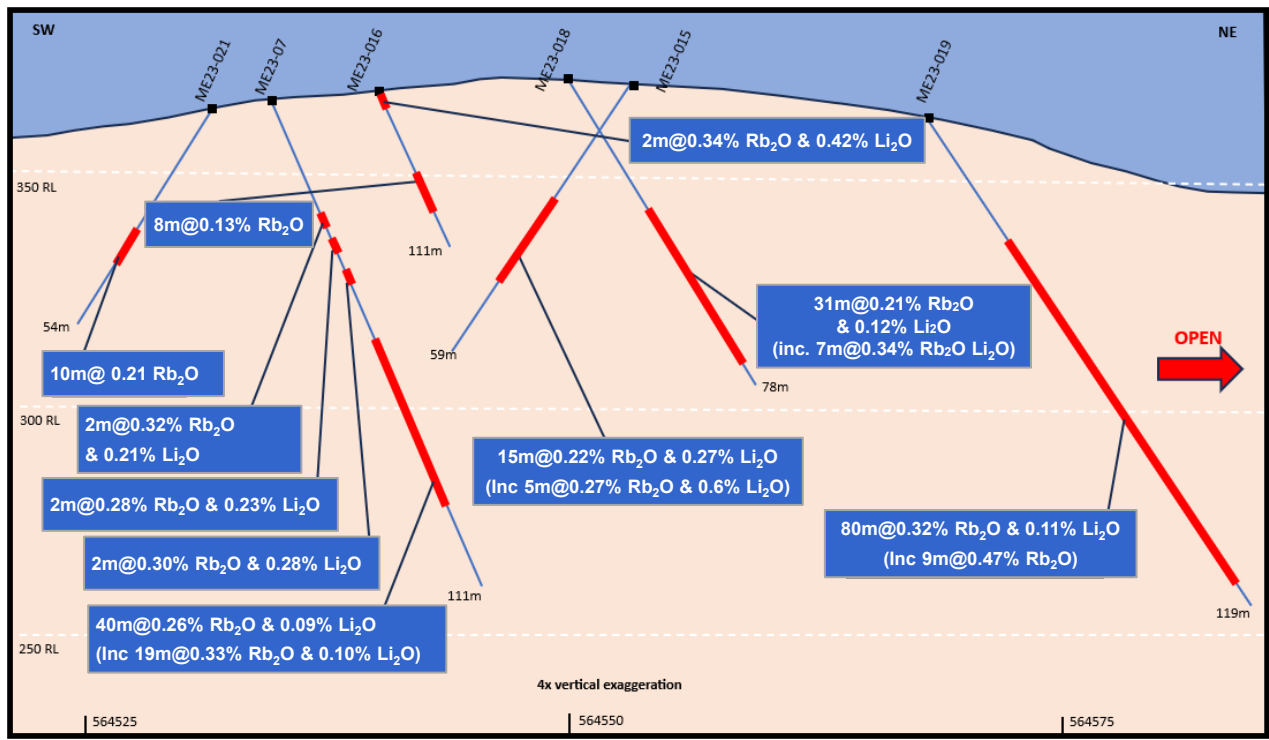 SW
NE
ME23-021
ME23-07
ME23-016
ME23-018
ME23-015
ME23-019
2m@0.34% Rb₂O & 0.42% Li₂O
350 RL
8m@0.13% Rb₂O
111m
54m
59m
31m@0.21% Rb₂O
& 0.12% Li₂O
(inc. 7m@0.34% Rb₂O Li₂O)
OPEN
10m@ 0.21 Rb₂O
78m
300 RL
2m@0.32% Rb₂O
& 0.21% Li₂O
15m@0.22% Rb₂O & 0.27% Li₂O
(Inc 5m@0.27% Rb₂O & 0.6% Li₂O)
2m@0.28% Rb₂O & 0.23% Li₂O
80m@0.32% Rb₂O & 0.11% Li₂O
(Inc 9m@0.47% Rb₂O)
2m@0.30% Rb₂O & 0.28% Li₂O
111m
119m
40m@0.26% Rb₂O & 0.09% Li₂O
(Inc 19m@0.33% Rb₂O & 0.10% Li₂O)
250 RL
4x vertical exaggeration
564525
564550
564575